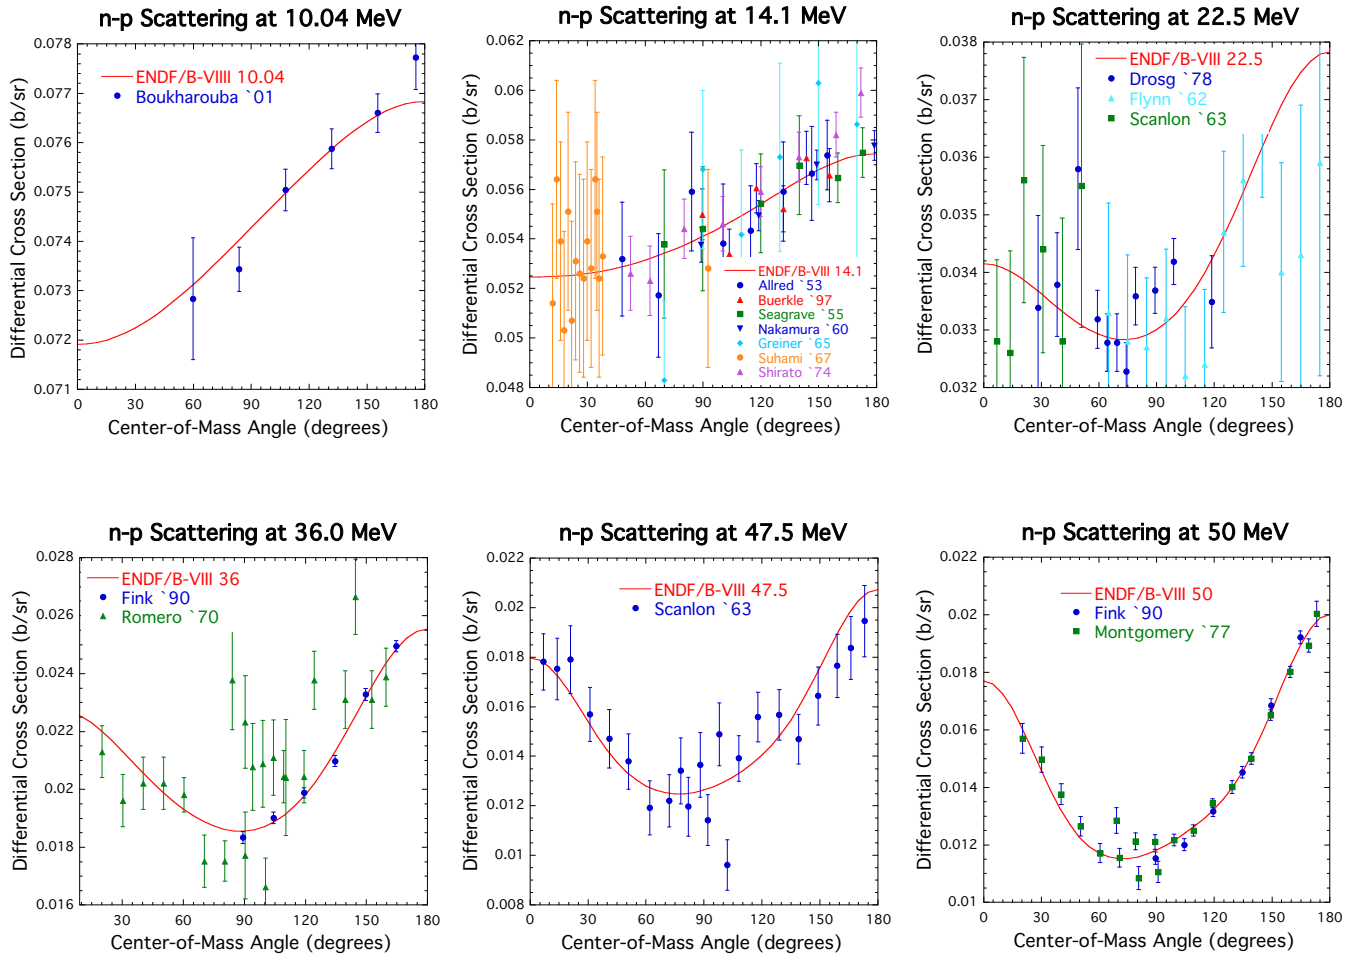 n-p Scattering at 10.04 MeV
0.078
0.077
0.076
0.075
0.074
0.073
0.072
0.071
Differential Cross Section (b/sr)
ENDF/B-VIIII 10.04
Boukharouba `01
0 30 60 90 120 150 180
Center-of-Mass Angle (degrees)
n-p Scattering at 14.1 MeV
0.062
0.06
0.058
0.056
0.054
0.052
0.05
0.048
Differential Cross Section (b/sr)
ENDF/B-VIII 14.1
Allred `53
Buerkle `97
Seagrave `55
Nakamura `60
Greiner `65
Suhami `67
Shirato `74
0 30 60 90 120 150 180
Center-of-Mass Angle (degrees)
n-p Scattering at 22.5 MeV
0.038
0.037
0.036
0.035
0.034
0.033
0.032
Differential Cross Section (b/sr)
ENDF/B-VIII 22.5
Drosg `78
Flynn `62
Scanlon `63
0 30 60 90 120 150 180
Center-of-Mass Angle (degrees)
n-p Scattering at 36.0 MeV
0.028
0.026
0.024
0.022
0.02
0.018
0.016
Differential Cross Section (b/sr)
ENDF/B-VIII 36
Fink `90
Romero `70
30 60 90 120 150 180
Center-of-Mass Angle (degrees)
n-p Scattering at 47.5 MeV
0.022
0.02
0.018
0.016
0.014
0.012
0.01
0.008
Differential Cross Section (b/sr)
ENDF/B-VIII 47.5
Scanlon `63
0 30 60 90 120 150 180
Center-of-Mass Angle (degrees)
n-p Scattering at 50 MeV
0.022
0.02
0.018
0.016
0.014
0.012
0.01
Differential Cross Section (b/sr)
ENDF/B-VIII 50
Fink `90
Montgomery `77
0 30 60 90 120 150 180
Center-of-Mass Angle (degrees)